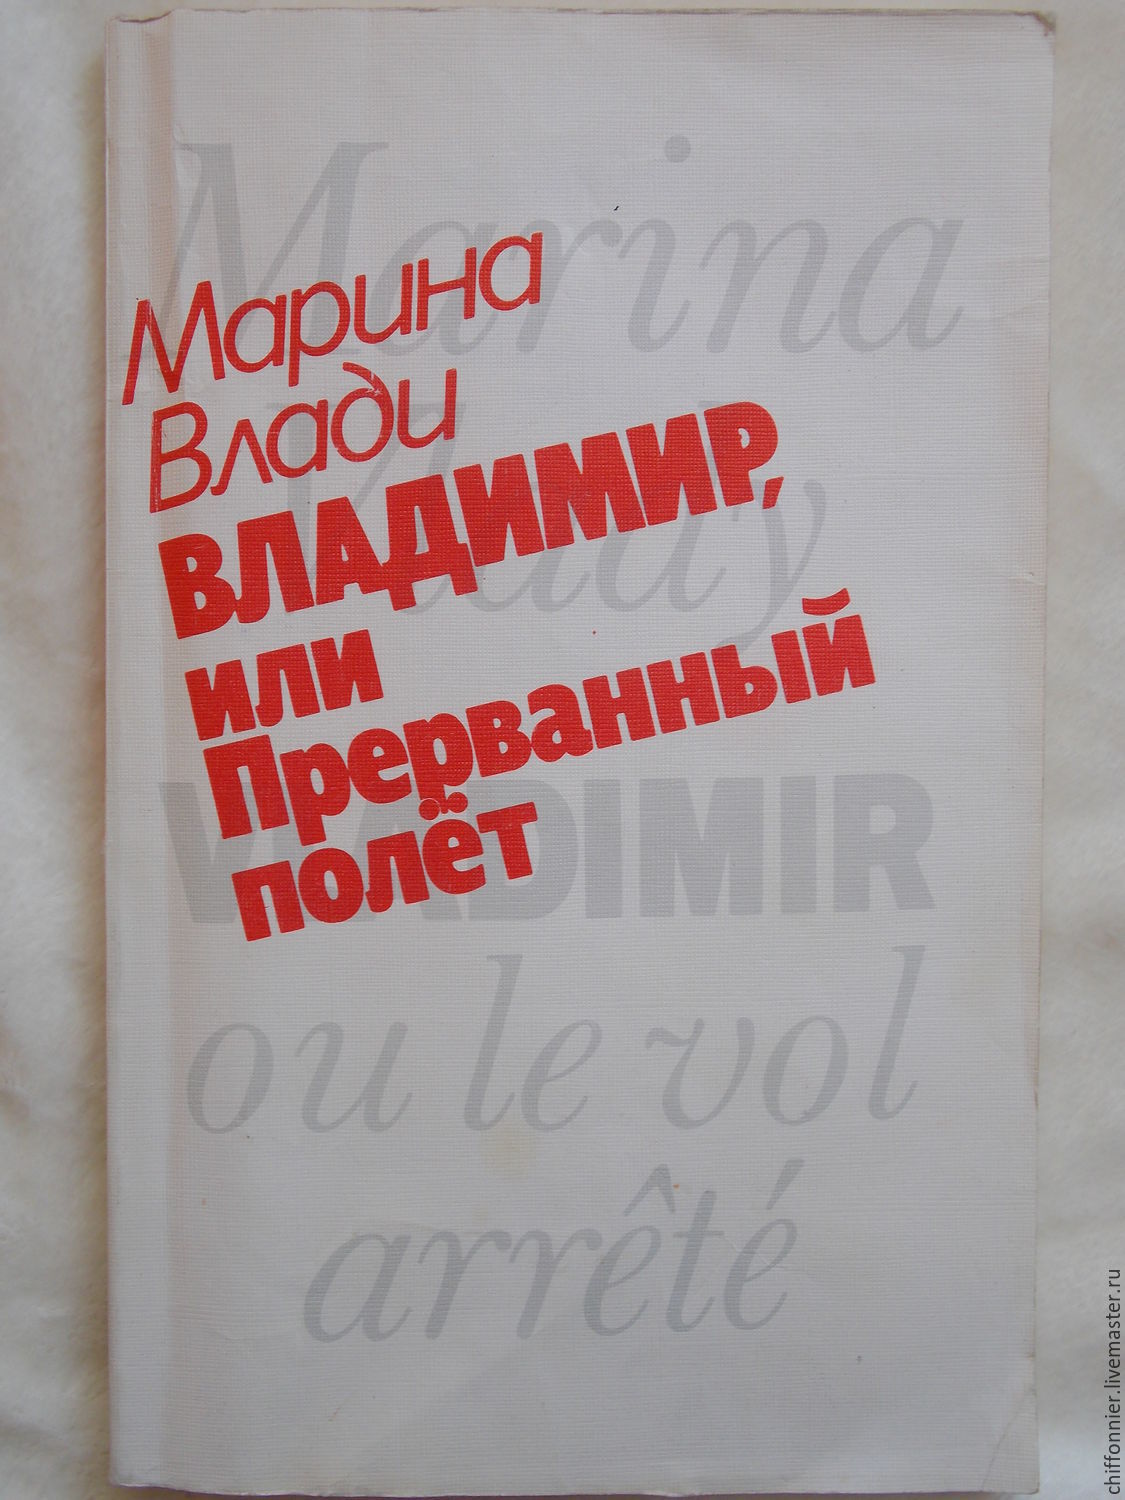 Marina
Vlady
VLADIMIR
ou le vol
arrêté
Марина
Влади
ВЛАДИМИР,
или
Прерванный
полёт
chiffonnier.livemaster.ru